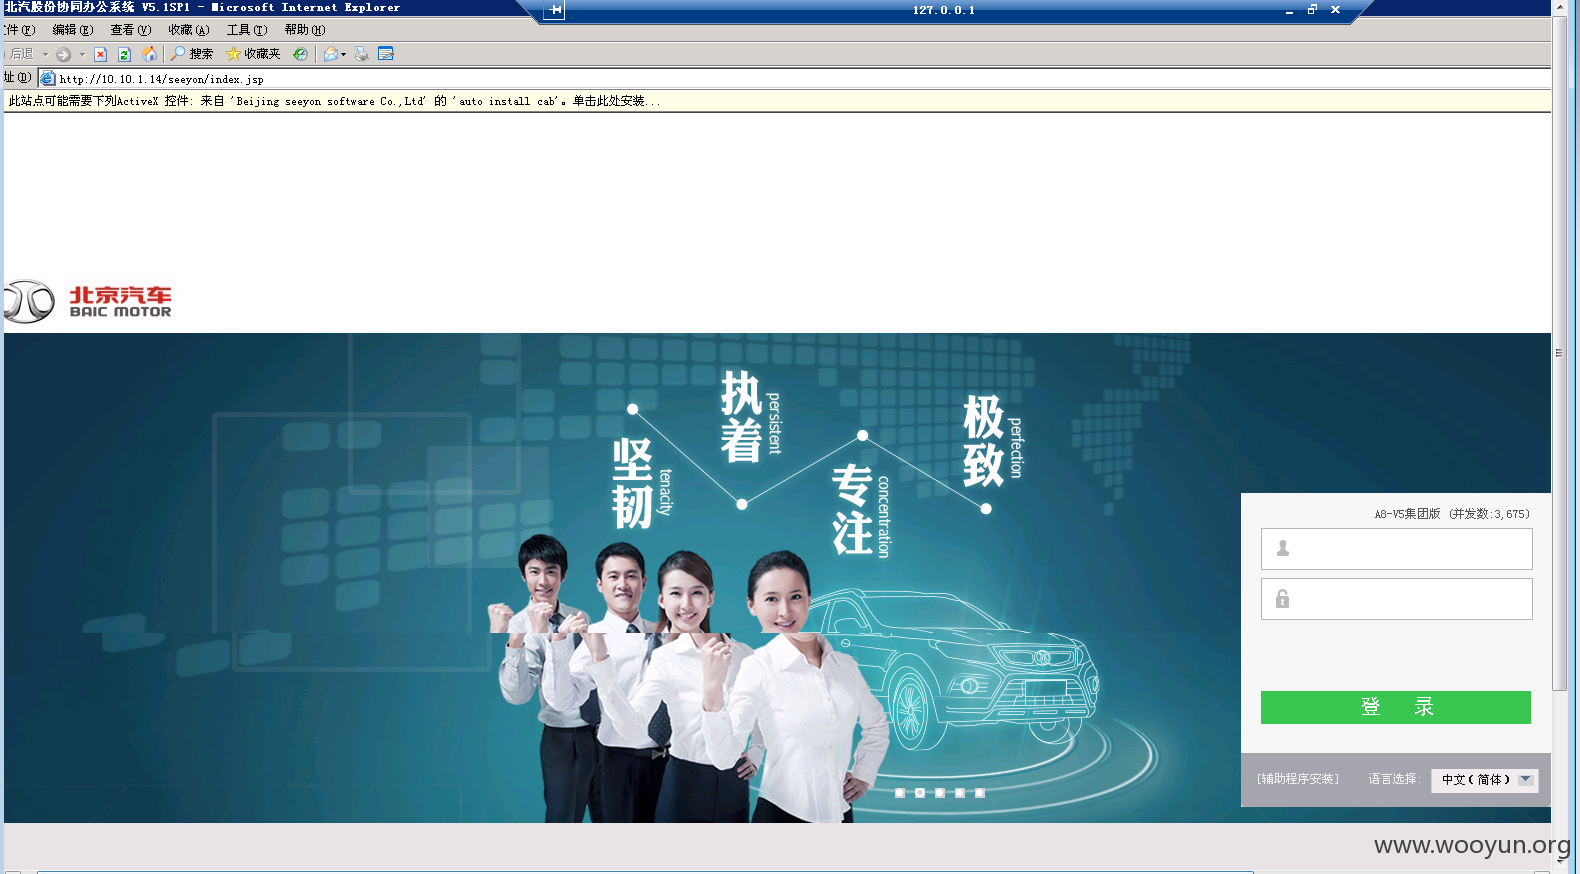 北汽股份协同办公系统 V5.1SP1 - Microsoft Internet Explorer
127.0.0.1
件(F) 编辑(E) 查看(V) 收藏(A) 工具(T) 帮助(H)
后退 搜索 收藏夹
址(D) http://10.10.1.14/seeyon/index.jsp
此站点可能需要下列ActiveX 控件: 来自 'Beijing seeyon software Co.,Ltd' 的 'auto install cab'。单击此处安装...
北京汽车
BAIC MOTOR
坚韧 tenacity
执着 persistent
专注 concentration
极致 perfection
A8-V5集团版 (并发数:3,675)
登 录
[辅助程序安装] 语言选择: 中文(简体)
www.wooyun.org